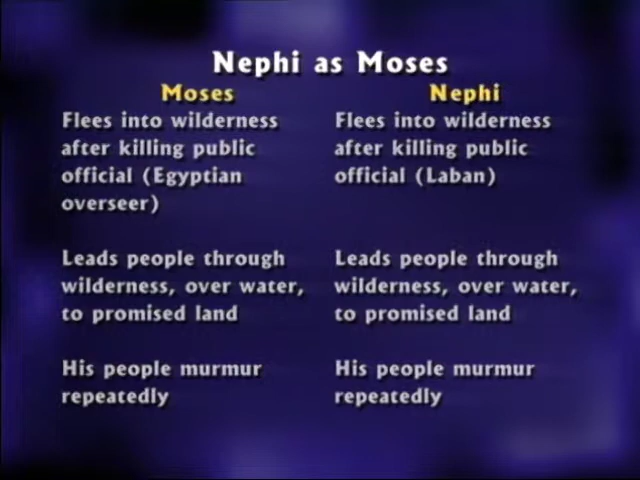 Nephi as Moses
Moses
Flees into wilderness
after killing public
official (Egyptian
overseer)
Leads people through
wilderness, over water,
to promised land
His people murmur
repeatedly
Nephi
Flees into wilderness
after killing public
official (Laban)
Leads people through
wilderness, over water,
to promised land
His people murmur
repeatedly